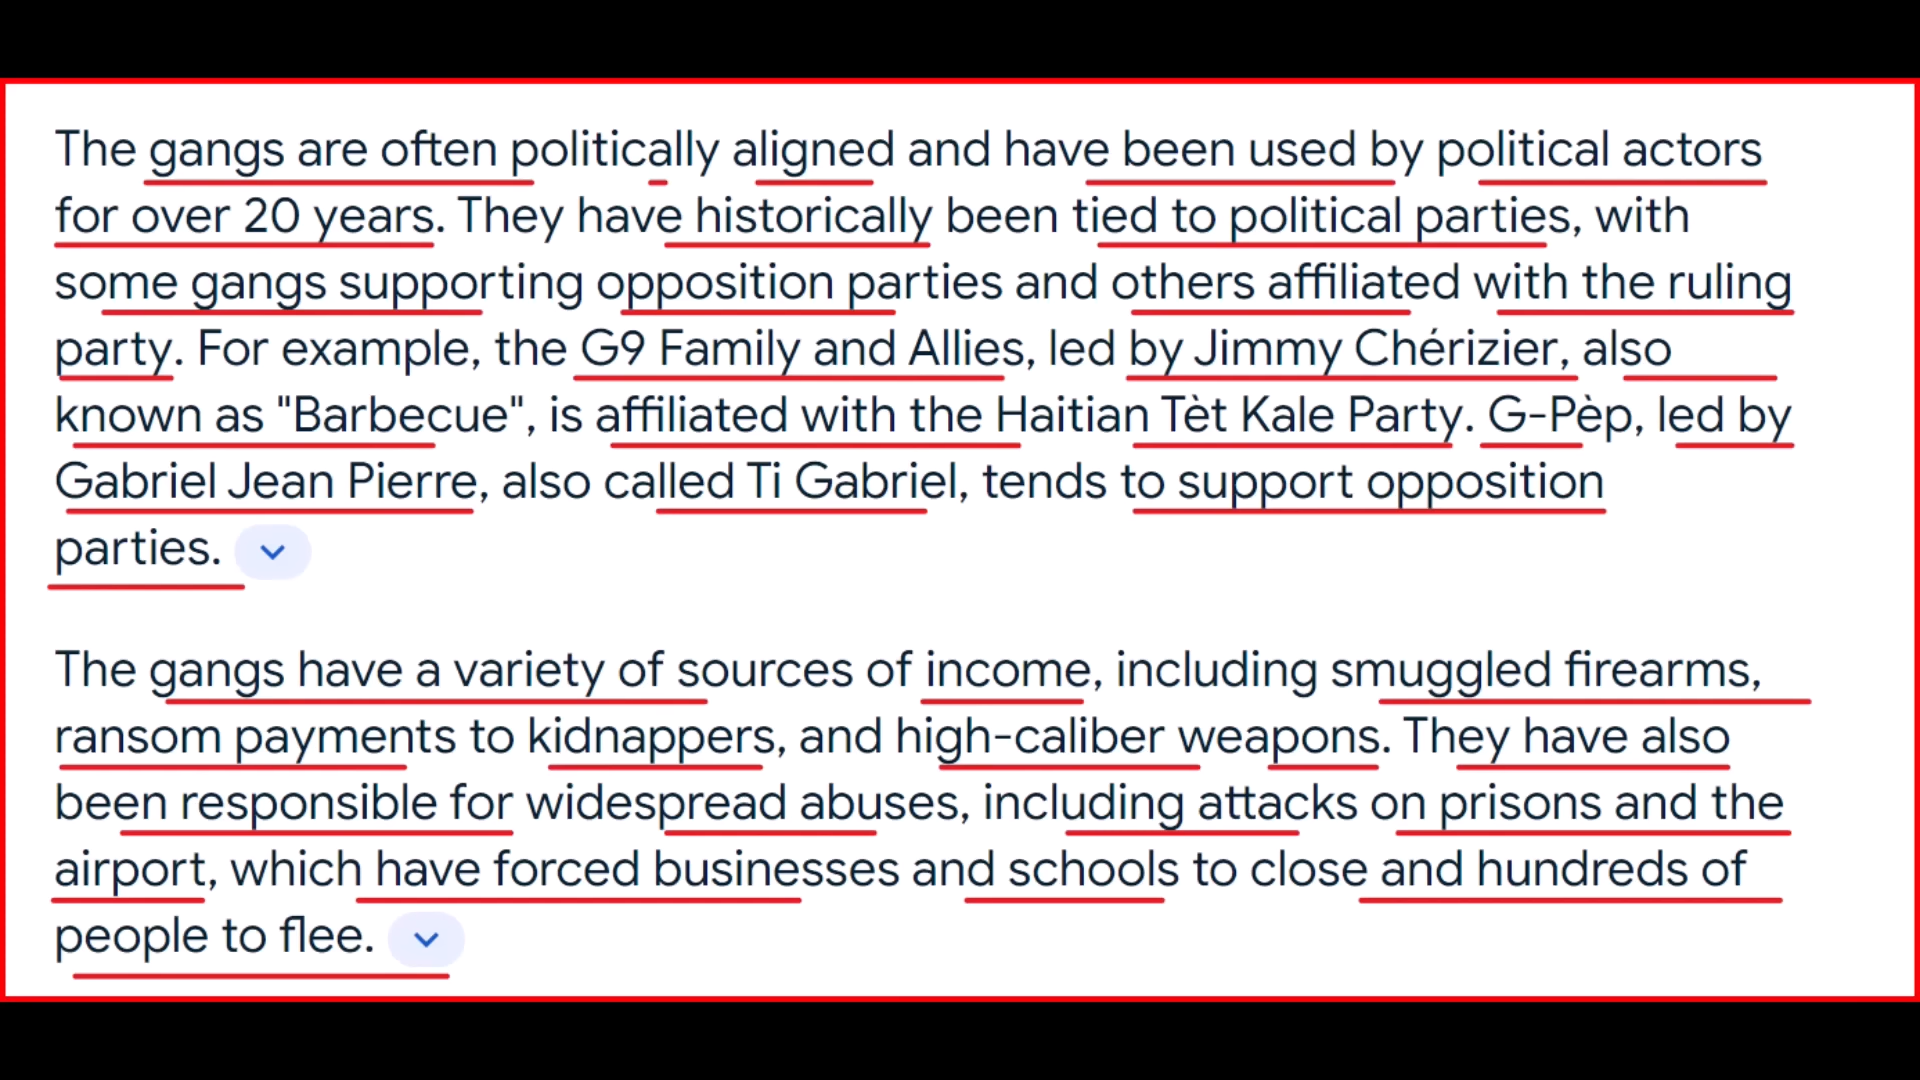 The gangs are often politically aligned and have been used by political actors
for over 20 years. They have historically been tied to political parties, with
some gangs supporting opposition parties and others affiliated with the ruling
party. For example, the G9 Family and Allies, led by Jimmy Chérizier, also
known as "Barbecue", is affiliated with the Haitian Tèt Kale Party. G-Pèp, led by
Gabriel Jean Pierre, also called Ti Gabriel, tends to support opposition
parties.
The gangs have a variety of sources of income, including smuggled firearms,
ransom payments to kidnappers, and high-caliber weapons. They have also
been responsible for widespread abuses, including attacks on prisons and the
airport, which have forced businesses and schools to close and hundreds of
people to flee.